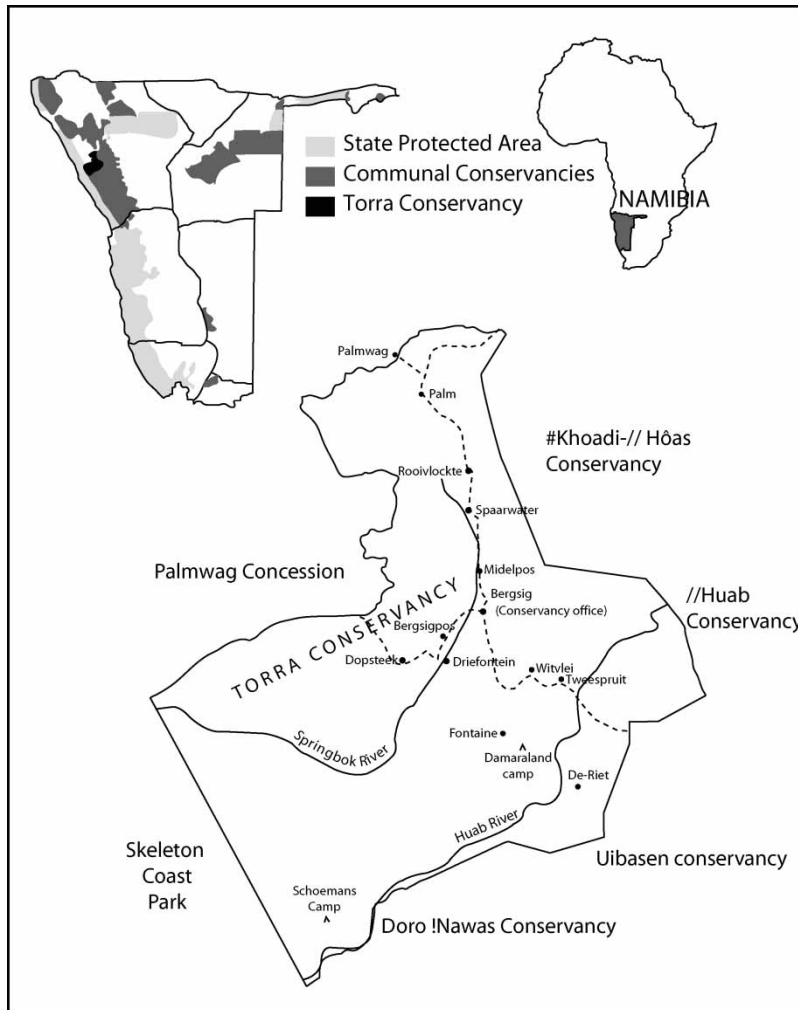 State Protected Area
Communal Conservancies
Torra Conservancy
NAMIBIA
Palmwag
Palm
#Khoadi-// Hôas
Conservancy
Rooivlockte
Spaarwater
Palmwag Concession
Midelpos
Bergsig
(Conservancy office)
//Huab
Conservancy
TORRA CONSERVANCY
Bergsigpos
Dopsteek
Driefontein
Witvlei
Tweespruit
Springbok River
Fontaine
Damaraland
camp
De-Riet
Huab River
Skeleton
Coast
Park
Uibasen conservancy
Schoemans
Camp
Doro !Nawas Conservancy